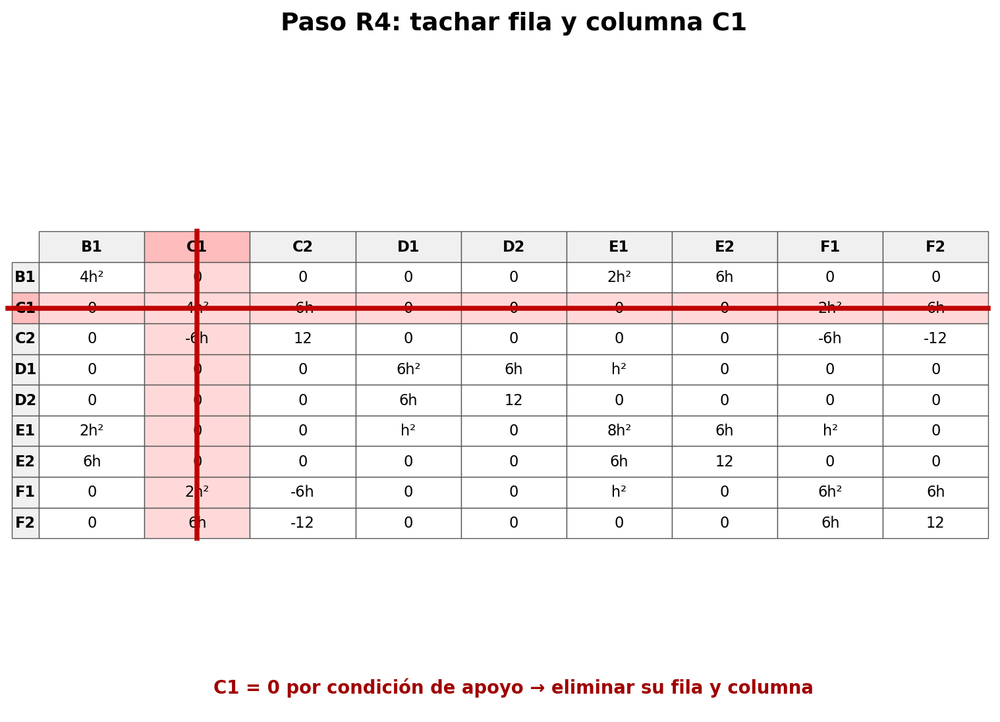 Paso R4: tachar fila y columna C1
B1 C1 C2 D1 D2 E1 E2 F1 F2
B1 4h² 0 0 0 0 2h² 6h 0 0
C1 0 4h² -6h 0 0 0 0 2h² 6h
C2 0 -6h 12 0 0 0 0 -6h -12
D1 0 0 0 6h² 6h h² 0 0 0
D2 0 0 0 6h 12 0 0 0 0
E1 2h² 0 0 h² 0 8h² 6h h² 0
E2 6h 0 0 0 0 6h 12 0 0
F1 0 2h² -6h 0 0 h² 0 6h² 6h
F2 0 6h -12 0 0 0 0 6h 12
C1 = 0 por condición de apoyo → eliminar su fila y columna